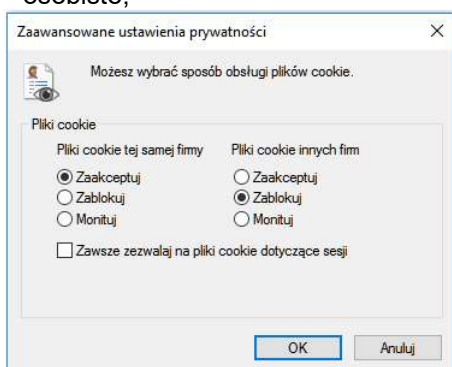 osobiste,
Zaawansowane ustawienia prywatności
Możesz wybrać sposób obsługi plików cookie.
Pliki cookie
Pliki cookie tej samej firmy Pliki cookie innych firm
Zaakceptuj Zaakceptuj
Zablokuj Zablokuj
Monituj Monituj
Zawsze zezwalaj na pliki cookie dotyczące sesji
OK Anuluj